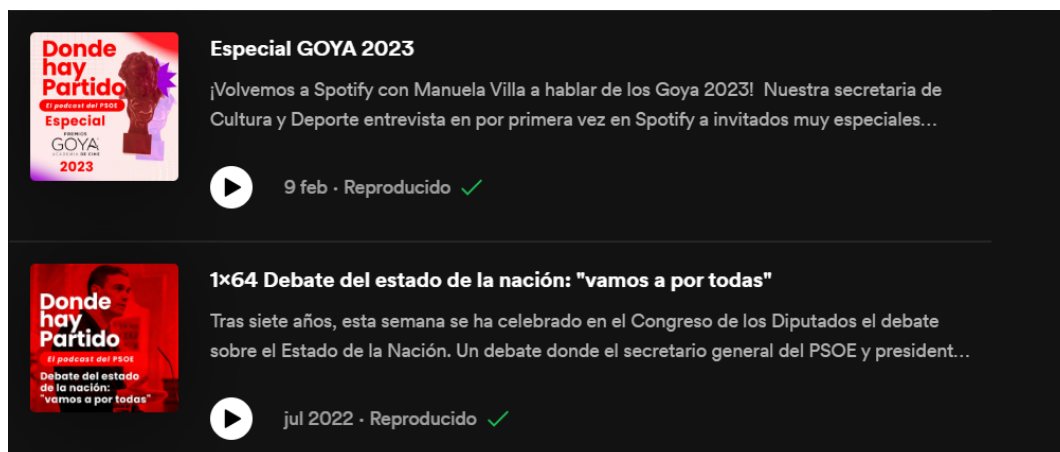 Donde
hay
Partido
El podcast del PSOE
Especial
PREMIOS
GOYA
ACADEMIA DE CINE
2023
Especial GOYA 2023
¡Volvemos a Spotify con Manuela Villa a hablar de los Goya 2023! Nuestra secretaria de
Cultura y Deporte entrevista en por primera vez en Spotify a invitados muy especiales...
9 feb · Reproducido
Donde
hay
Partido
El podcast del PSOE
Debate del estado
de la nación:
"vamos a por todas"
1x64 Debate del estado de la nación: "vamos a por todas"
Tras siete años, esta semana se ha celebrado en el Congreso de los Diputados el debate
sobre el Estado de la Nación. Un debate donde el secretario general del PSOE y president...
jul 2022 · Reproducido